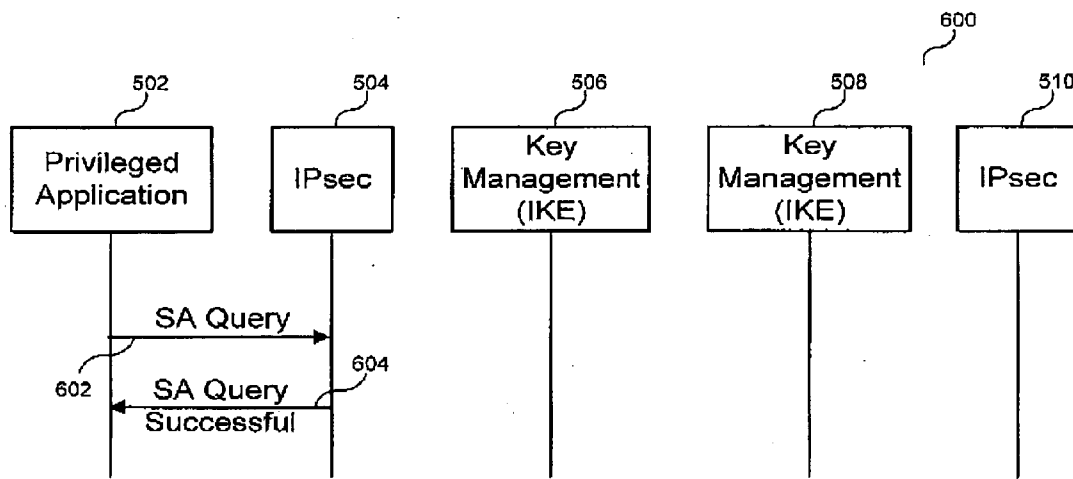 600
502
504
506
508
510
Privileged
Application
IPsec
Key
Management
(IKE)
Key
Management
(IKE)
IPsec
SA Query
602
604
SA Query
Successful